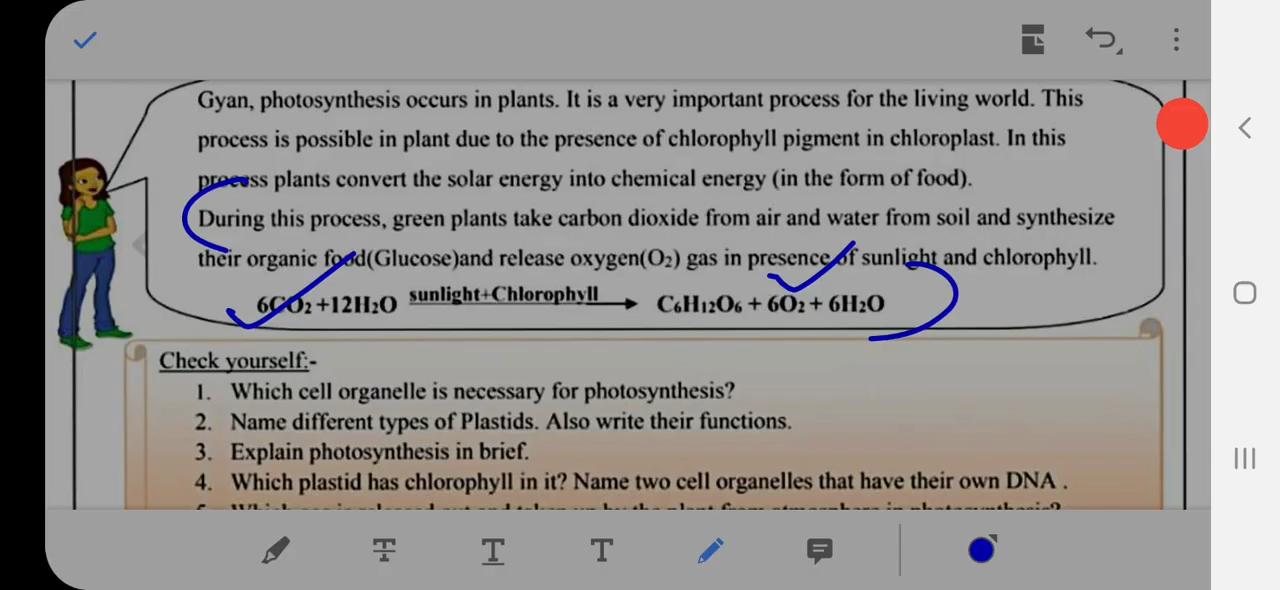 Gyan, photosynthesis occurs in plants. It is a very important process for the living world. This
process is possible in plant due to the presence of chlorophyll pigment in chloroplast. In this
process plants convert the solar energy into chemical energy (in the form of food).
During this process, green plants take carbon dioxide from air and water from soil and synthesize
their organic food(Glucose)and release oxygen(O₂) gas in presence of sunlight and chlorophyll.
6CO₂ +12H₂O sunlight+Chlorophyll → C₆H₁₂O₆ + 6O₂ + 6H₂O
Check yourself:-
1. Which cell organelle is necessary for photosynthesis?
2. Name different types of Plastids. Also write their functions.
3. Explain photosynthesis in brief.
4. Which plastid has chlorophyll in it? Name two cell organelles that have their own DNA .